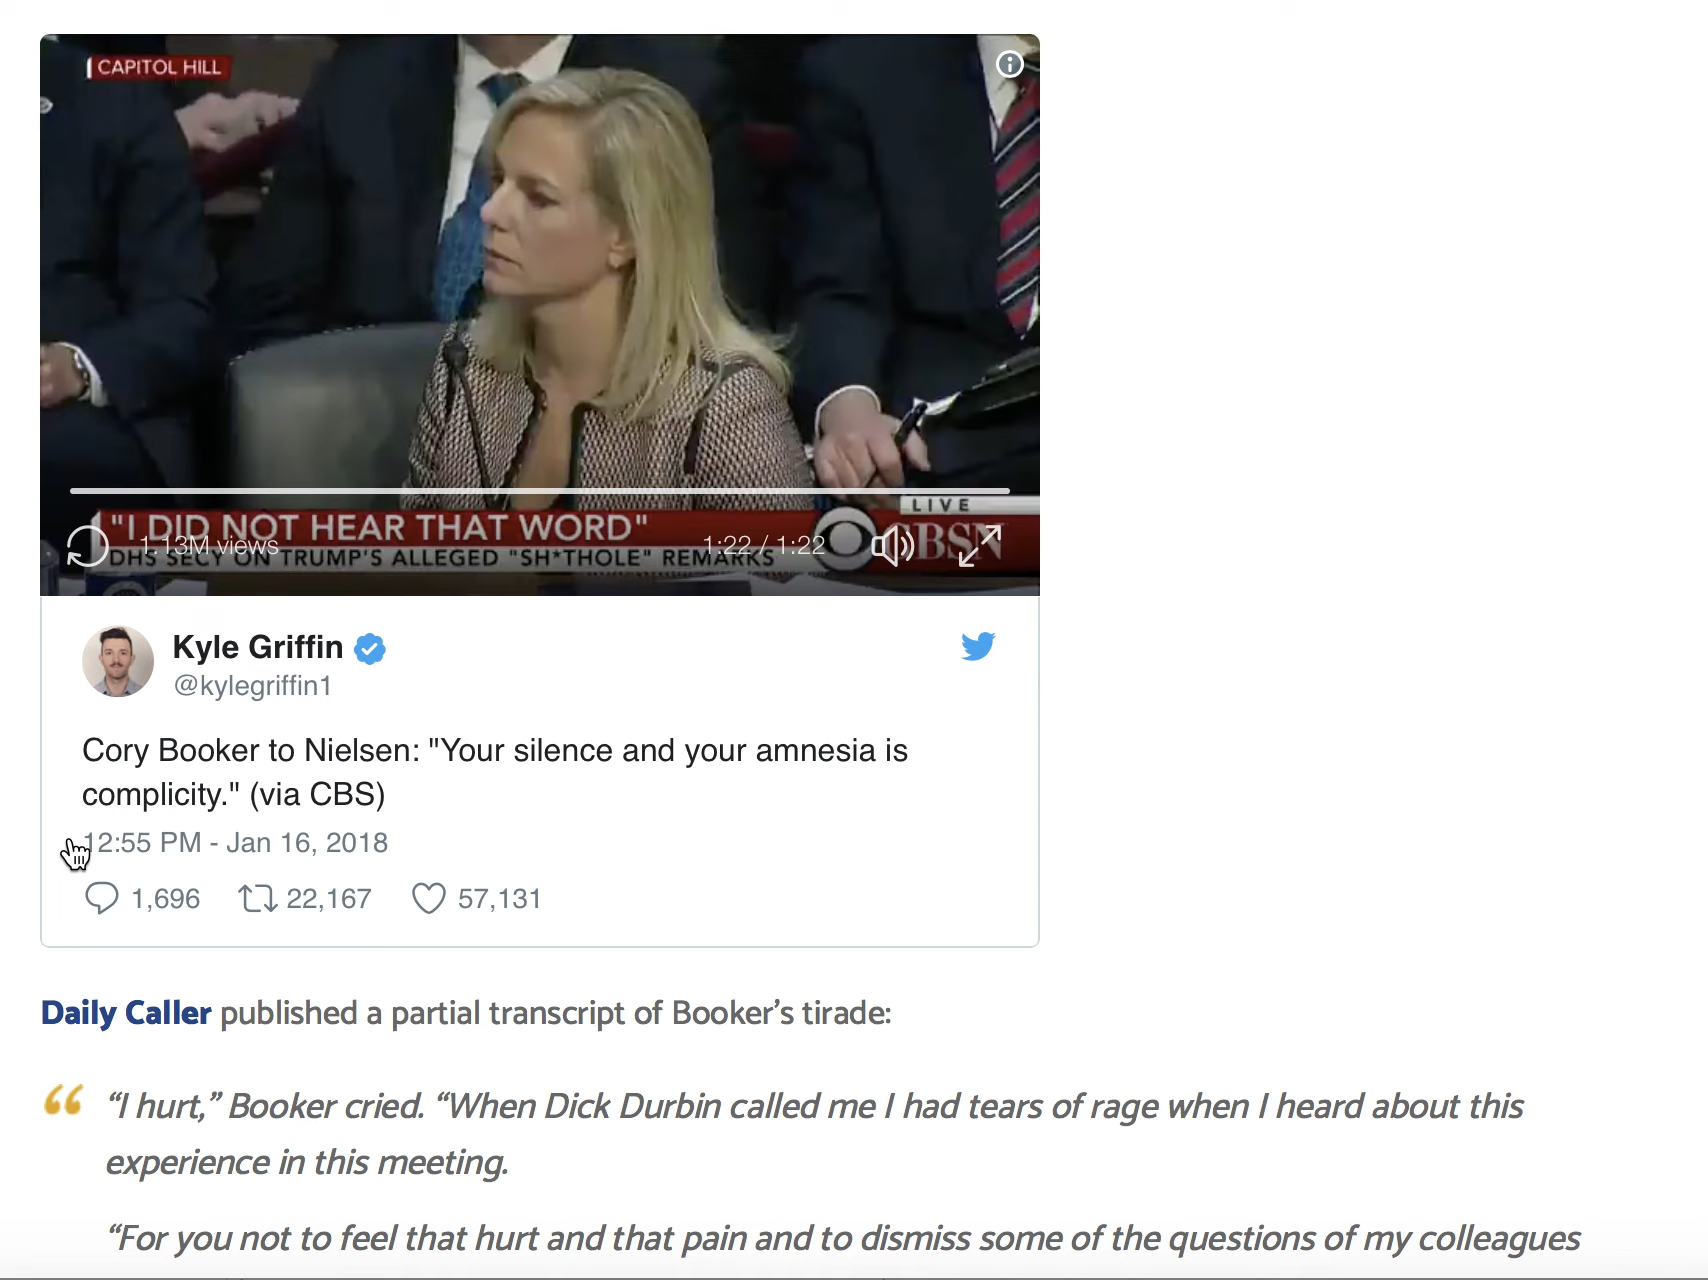 CAPITOL HILL
LIVE
"I DID NOT HEAR THAT WORD"
1.13M views
1:22 / 1:22
CBSN
DHS SECY ON TRUMP'S ALLEGED "SH*THOLE" REMARKS
Kyle Griffin
@kylegriffin1
Cory Booker to Nielsen: "Your silence and your amnesia is
complicity." (via CBS)
12:55 PM - Jan 16, 2018
1,696 22,167 57,131
Daily Caller published a partial transcript of Booker’s tirade:
“I hurt,” Booker cried. “When Dick Durbin called me I had tears of rage when I heard about this
experience in this meeting.
“For you not to feel that hurt and that pain and to dismiss some of the questions of my colleagues